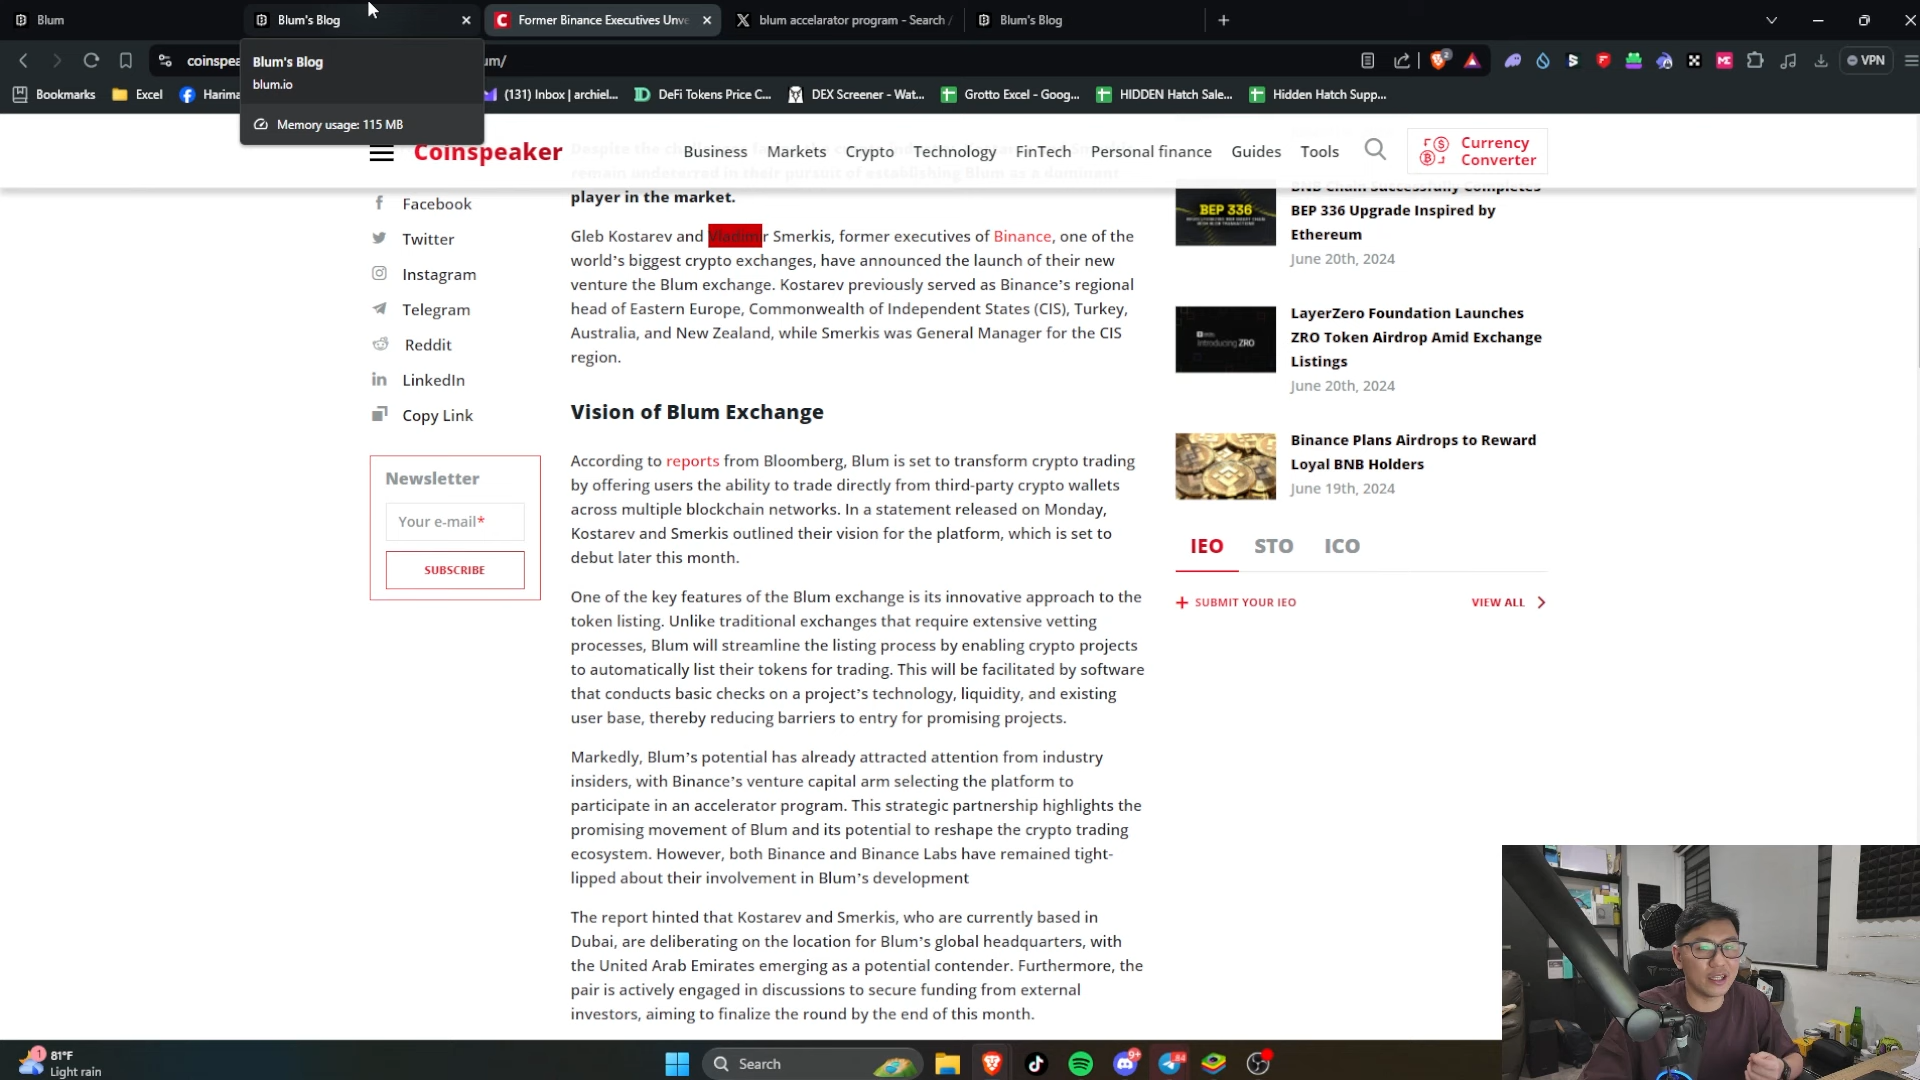 Blum
Blum's Blog
Former Binance Executives Unve
blum accelarator program - Search /
Blum's Blog
coinspea
um/
2
VPN
Blum's Blog
blum.io
Memory usage: 115 MB
Bookmarks
Excel
Harima
(131) Inbox | archiel...
DeFi Tokens Price C...
DEX Screener - Wat...
Grotto Excel - Goog...
HIDDEN Hatch Sale...
Hidden Hatch Supp...
Coinspeaker
Business
Markets
Crypto
Technology
FinTech
Personal finance
Guides
Tools
Currency
Converter
remain undeterred in their pursuit of establishing Blum as a dominant
player in the market.
Facebook
Twitter
Instagram
Telegram
Reddit
LinkedIn
Copy Link
Newsletter
Your e-mail*
SUBSCRIBE
Gleb Kostarev and Vladimir Smerkis, former executives of Binance, one of the
world's biggest crypto exchanges, have announced the launch of their new
venture the Blum exchange. Kostarev previously served as Binance's regional
head of Eastern Europe, Commonwealth of Independent States (CIS), Turkey,
Australia, and New Zealand, while Smerkis was General Manager for the CIS
region.
Vision of Blum Exchange
According to reports from Bloomberg, Blum is set to transform crypto trading
by offering users the ability to trade directly from third-party crypto wallets
across multiple blockchain networks. In a statement released on Monday,
Kostarev and Smerkis outlined their vision for the platform, which is set to
debut later this month.
One of the key features of the Blum exchange is its innovative approach to the
token listing. Unlike traditional exchanges that require extensive vetting
processes, Blum will streamline the listing process by enabling crypto projects
to automatically list their tokens for trading. This will be facilitated by software
that conducts basic checks on a project's technology, liquidity, and existing
user base, thereby reducing barriers to entry for promising projects.
Markedly, Blum's potential has already attracted attention from industry
insiders, with Binance's venture capital arm selecting the platform to
participate in an accelerator program. This strategic partnership highlights the
promising movement of Blum and its potential to reshape the crypto trading
ecosystem. However, both Binance and Binance Labs have remained tight-
lipped about their involvement in Blum's development
The report hinted that Kostarev and Smerkis, who are currently based in
Dubai, are deliberating on the location for Blum's global headquarters, with
the United Arab Emirates emerging as a potential contender. Furthermore, the
pair is actively engaged in discussions to secure funding from external
investors, aiming to finalize the round by the end of this month.
BEP 336
BNB Chain Successfully Completes
BEP 336 Upgrade Inspired by
Ethereum
June 20th, 2024
Introducing ZRO
LayerZero Foundation Launches
ZRO Token Airdrop Amid Exchange
Listings
June 20th, 2024
Binance Plans Airdrops to Reward
Loyal BNB Holders
June 19th, 2024
IEO
STO
ICO
SUBMIT YOUR IEO
VIEW ALL
1
81°F
Light rain
Search
9+
84